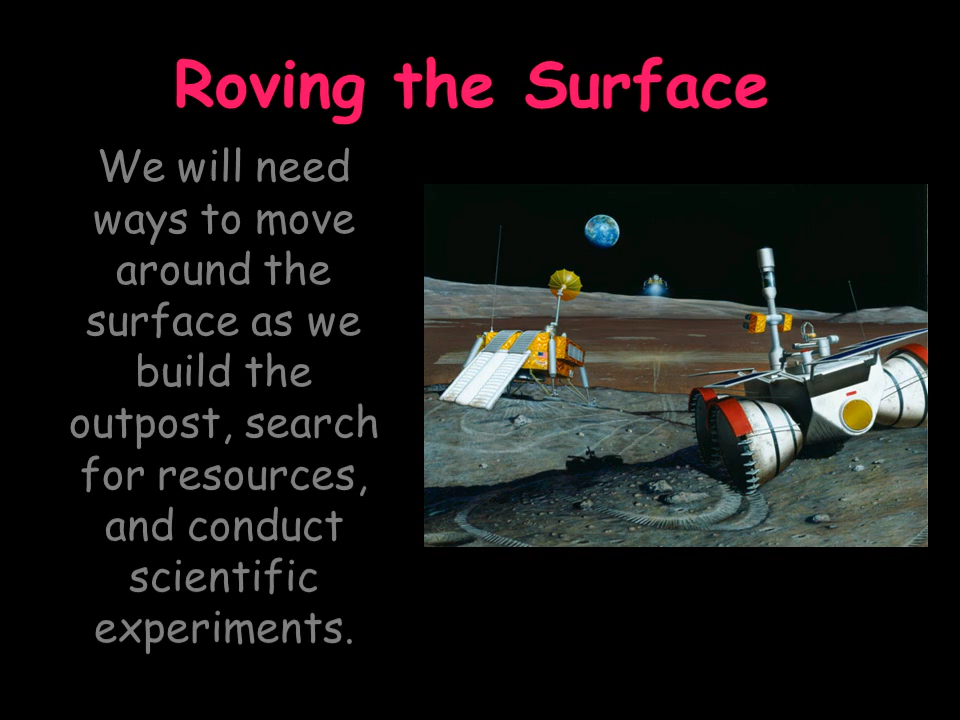 Roving the Surface
We will need
ways to move
around the
surface as we
build the
outpost, search
for resources,
and conduct
scientific
experiments.